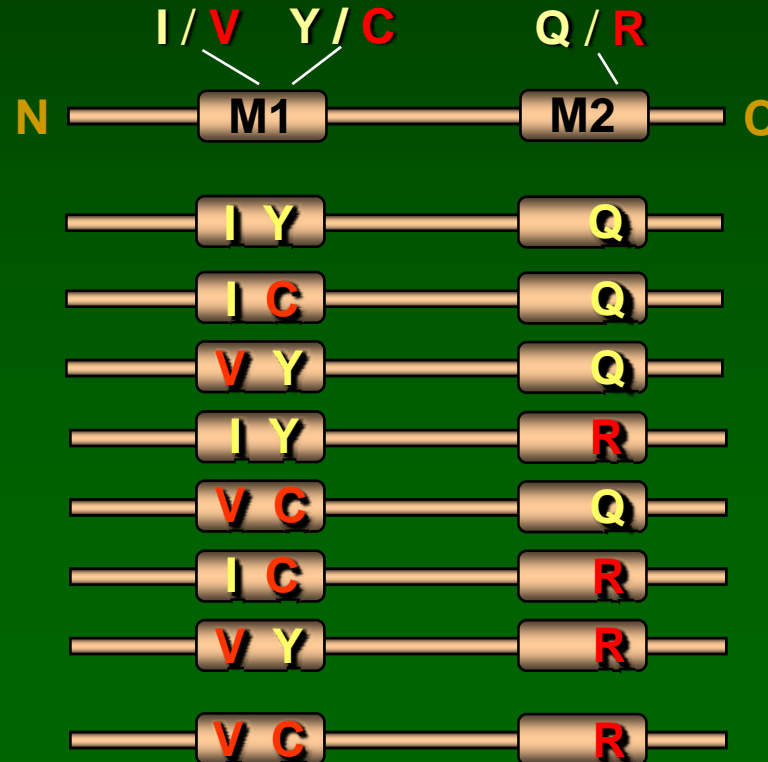 I / V Y / C Q / R
N M1 M2 C
I Y Q
I C Q
V Y Q
I Y R
V C Q
I C R
V Y R
V C R